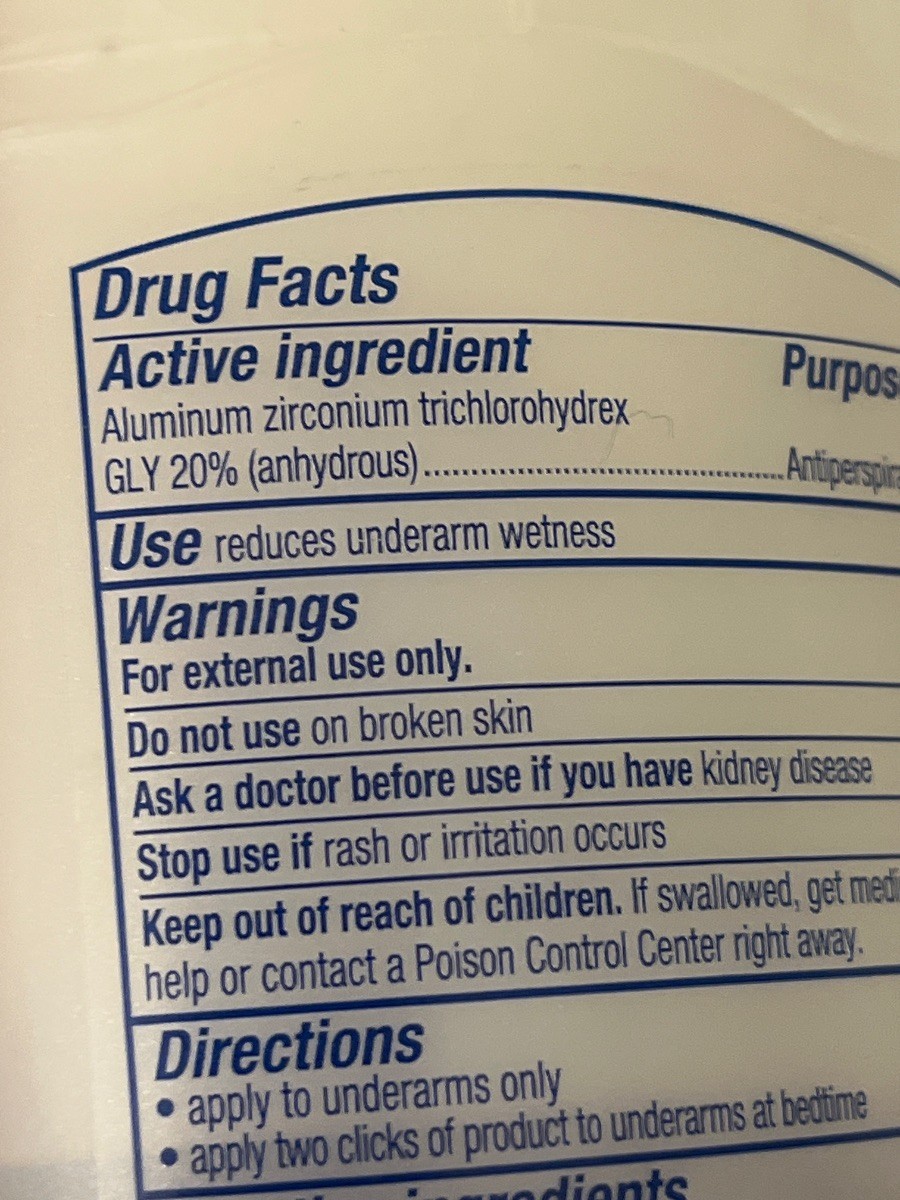 Drug Facts
Active ingredient Purpos
Aluminum zirconium trichlorohydrex
GLY 20% (anhydrous)..................................................Antiperspira
Use reduces underarm wetness
Warnings
For external use only.
Do not use on broken skin
Ask a doctor before use if you have kidney disease
Stop use if rash or irritation occurs
Keep out of reach of children. If swallowed, get medi
help or contact a Poison Control Center right away.
Directions
• apply to underarms only
• apply two clicks of product to underarms at bedtime